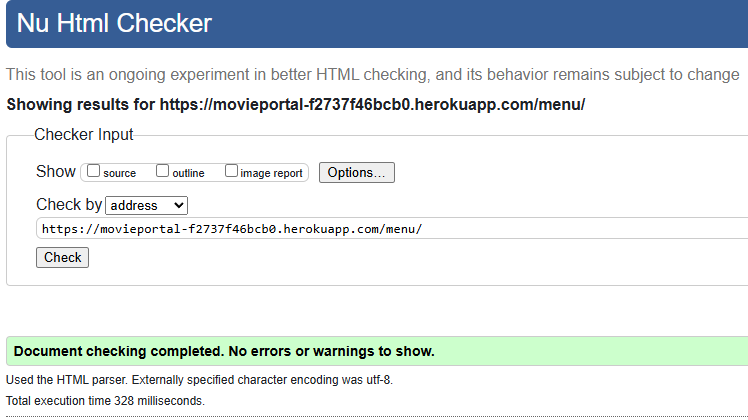 Nu Html Checker
This tool is an ongoing experiment in better HTML checking, and its behavior remains subject to change
Showing results for https://movieportal-f2737f46bcb0.herokuapp.com/menu/
Checker Input
Show source outline image report Options...
Check by address
https://movieportal-f2737f46bcb0.herokuapp.com/menu/
Check
Document checking completed. No errors or warnings to show.
Used the HTML parser. Externally specified character encoding was utf-8.
Total execution time 328 milliseconds.